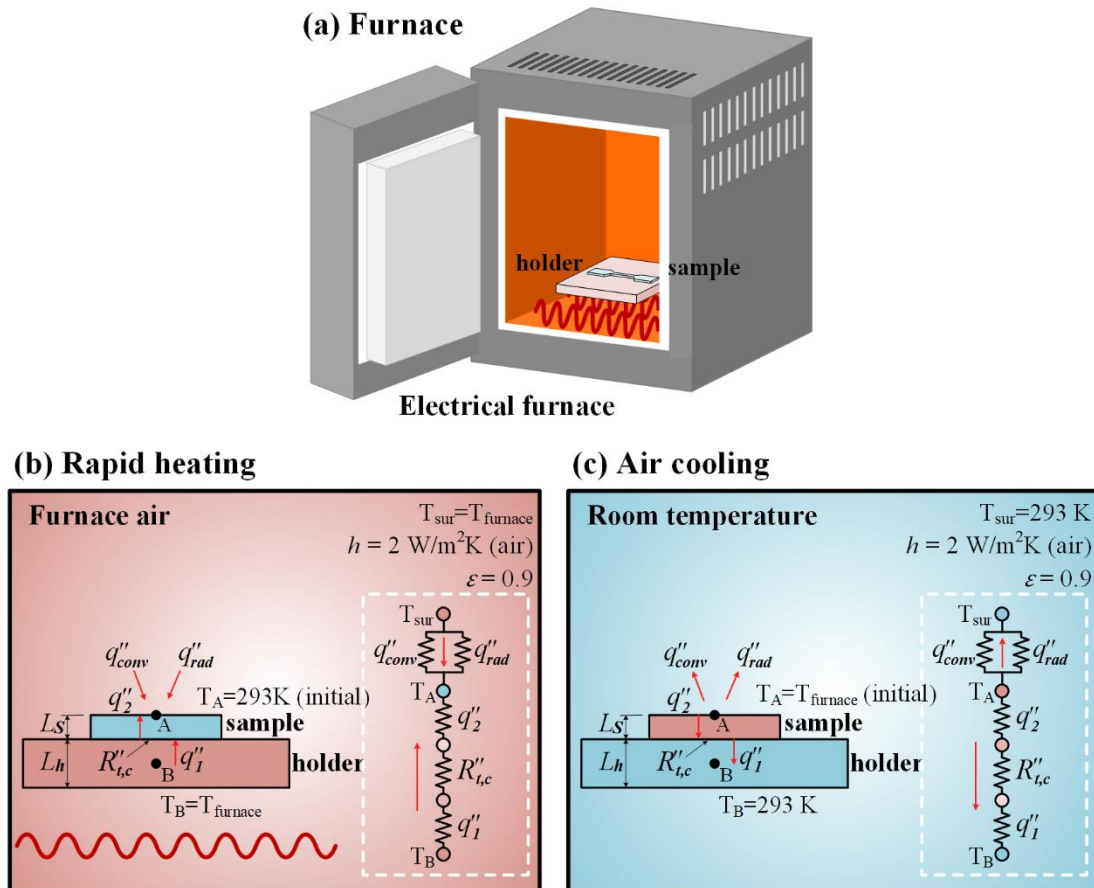 (a) Furnace
holder
sample
Electrical furnace
(b) Rapid heating
Furnace air
T_sur=T_furnace
h = 2 W/m²K (air)
ε = 0.9
T_sur
q″_conv
q″_rad
q″_conv
q″_rad
T_A=293K (initial)
T_A
q″_2
A
sample
q″_2
L_S
L_h
R″_t,c
q″_1
holder
R″_t,c
B
T_B=T_furnace
q″_1
T_B
(c) Air cooling
Room temperature
T_sur=293 K
h = 2 W/m²K (air)
ε = 0.9
T_sur
q″_conv
q″_rad
q″_conv
q″_rad
T_A=T_furnace (initial)
T_A
q″_2
A
sample
q″_2
L_S
L_h
R″_t,c
q″_1
holder
R″_t,c
B
T_B=293 K
q″_1
T_B